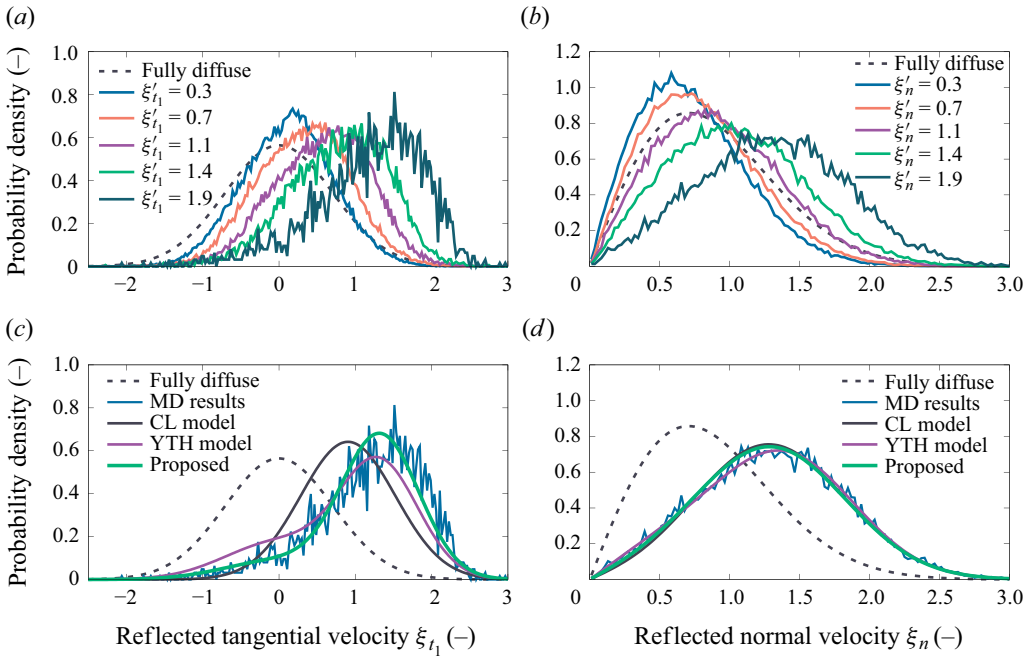 (a)
Probability density (–)
1.0
0.8
0.6
0.4
0.2
0
Fully diffuse
ξ′t1 = 0.3
ξ′t1 = 0.7
ξ′t1 = 1.1
ξ′t1 = 1.4
ξ′t1 = 1.9
−2 −1 0 1 2 3
(b)
1.2
1.0
0.8
0.6
0.4
0.2
Fully diffuse
ξ′n = 0.3
ξ′n = 0.7
ξ′n = 1.1
ξ′n = 1.4
ξ′n = 1.9
0 0.5 1.0 1.5 2.0 2.5 3.0
(c)
Probability density (–)
1.0
0.8
0.6
0.4
0.2
0
Fully diffuse
MD results
CL model
YTH model
Proposed
−2 −1 0 1 2 3
Reflected tangential velocity ξt1 (–)
(d)
1.2
1.0
0.8
0.6
0.4
0.2
Fully diffuse
MD results
CL model
YTH model
Proposed
0 0.5 1.0 1.5 2.0 2.5 3.0
Reflected normal velocity ξn (–)